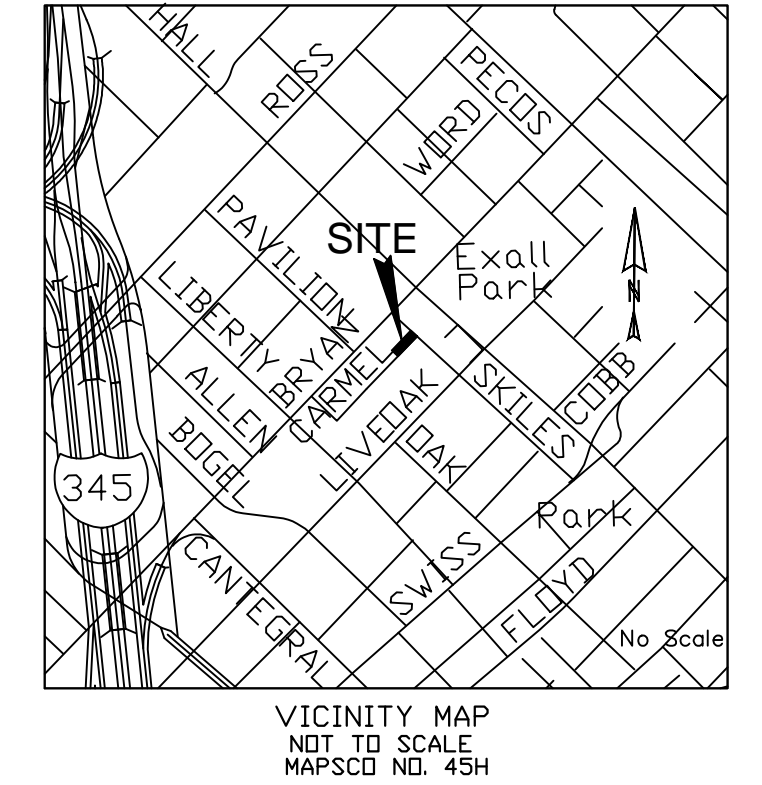 HALL
ROSS
PECOS
WORD
PAVILION
SITE
Exall
Park
N
LIBERTY
BRYAN
CARMEL
ALLEN
LIVEOAK
SKILES
COBB
BOGEL
OAK
345
Park
CANTEGRAL
SWISS
FLOYD
No Scale
VICINITY MAP
NOT TO SCALE
MAPSCO NO. 45H